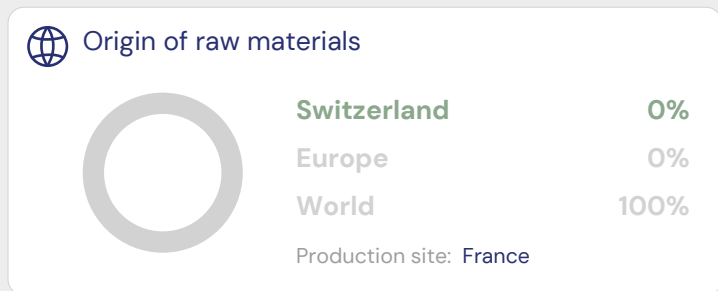 Origin of raw materials
Switzerland 0%
Europe 0%
World 100%
Production site: France